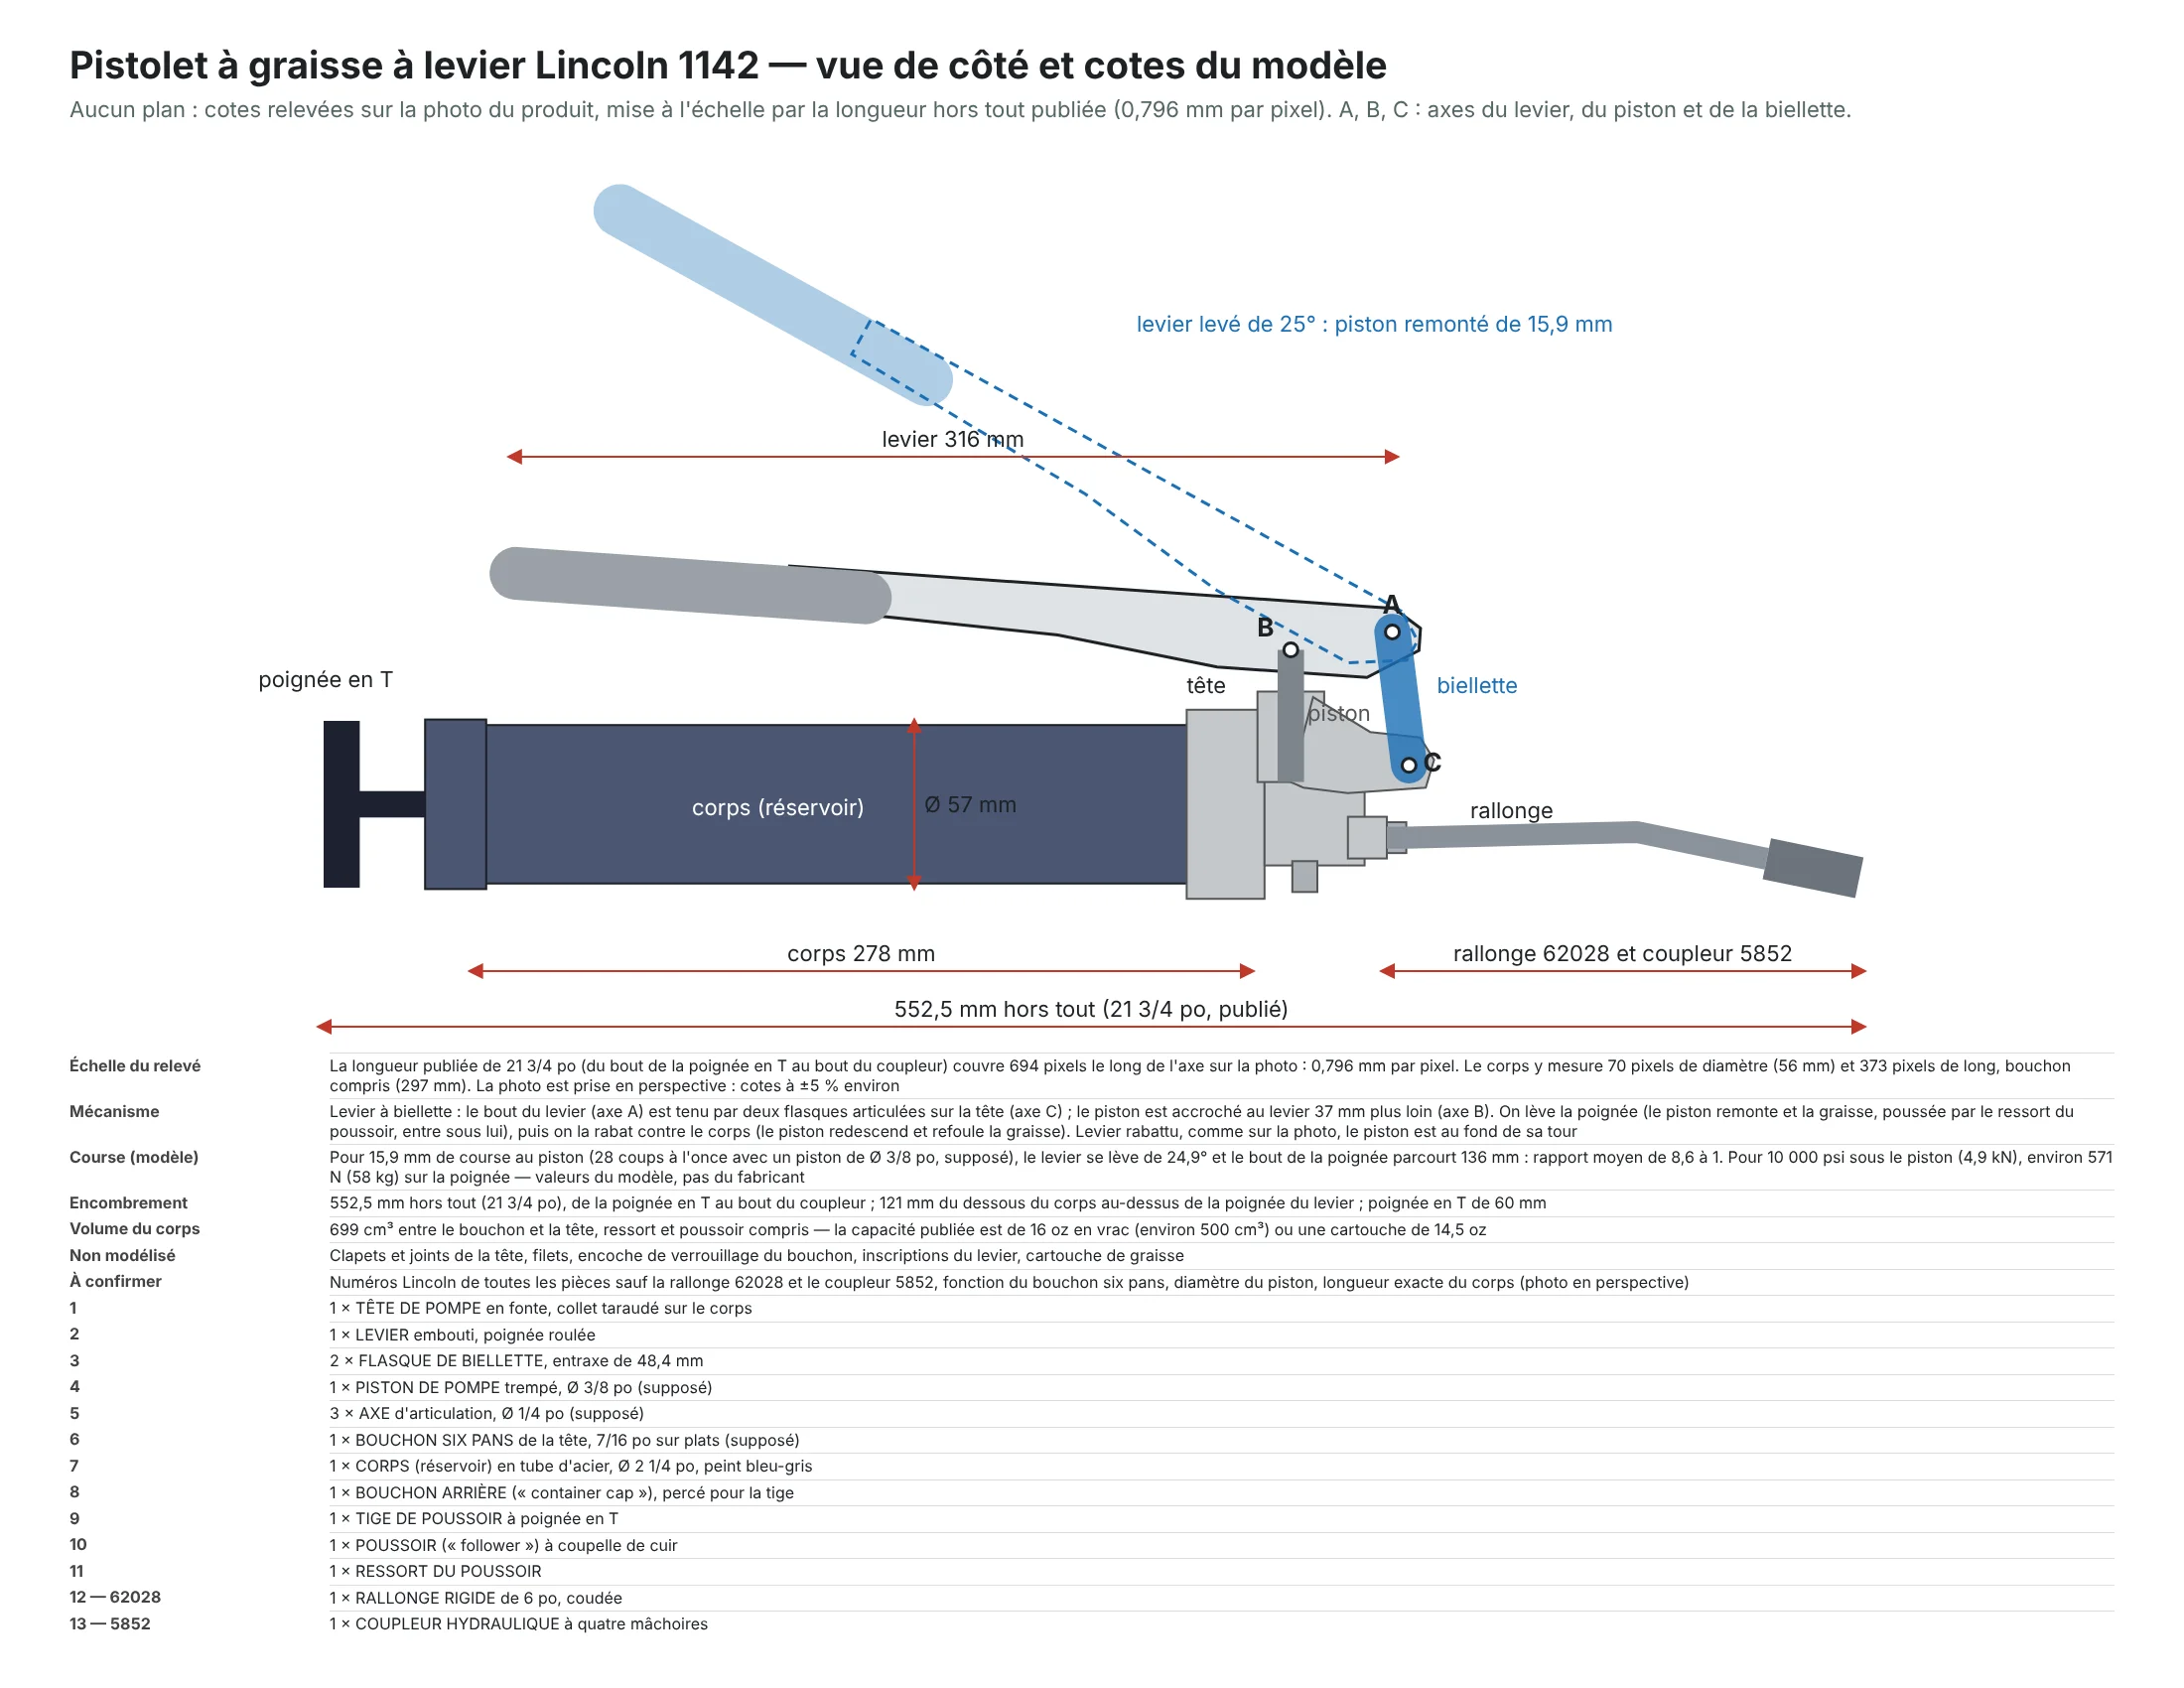 Pistolet à graisse à levier Lincoln 1142 — vue de côté et cotes du modèle
Aucun plan : cotes relevées sur la photo du produit, mise à l'échelle par la longueur hors tout publiée (0,796 mm par pixel). A, B, C : axes du levier, du piston et de la biellette.
levier levé de 25° : piston remonté de 15,9 mm
levier 316 mm
A
B
poignée en T
tête
biellette
piston
C
corps (réservoir)
Ø 57 mm
rallonge
corps 278 mm
rallonge 62028 et coupleur 5852
552,5 mm hors tout (21 3/4 po, publié)
Échelle du relevé
La longueur publiée de 21 3/4 po (du bout de la poignée en T au bout du coupleur) couvre 694 pixels le long de l'axe sur la photo : 0,796 mm par pixel. Le corps y mesure 70 pixels de diamètre (56 mm) et 373 pixels de long, bouchon
compris (297 mm). La photo est prise en perspective : cotes à ±5 % environ
Mécanisme
Levier à biellette : le bout du levier (axe A) est tenu par deux flasques articulées sur la tête (axe C) ; le piston est accroché au levier 37 mm plus loin (axe B). On lève la poignée (le piston remonte et la graisse, poussée par le ressort du
poussoir, entre sous lui), puis on la rabat contre le corps (le piston redescend et refoule la graisse). Levier rabattu, comme sur la photo, le piston est au fond de sa tour
Course (modèle)
Pour 15,9 mm de course au piston (28 coups à l'once avec un piston de Ø 3/8 po, supposé), le levier se lève de 24,9° et le bout de la poignée parcourt 136 mm : rapport moyen de 8,6 à 1. Pour 10 000 psi sous le piston (4,9 kN), environ 571
N (58 kg) sur la poignée — valeurs du modèle, pas du fabricant
Encombrement
552,5 mm hors tout (21 3/4 po), de la poignée en T au bout du coupleur ; 121 mm du dessous du corps au-dessus de la poignée du levier ; poignée en T de 60 mm
Volume du corps
699 cm³ entre le bouchon et la tête, ressort et poussoir compris — la capacité publiée est de 16 oz en vrac (environ 500 cm³) ou une cartouche de 14,5 oz
Non modélisé
Clapets et joints de la tête, filets, encoche de verrouillage du bouchon, inscriptions du levier, cartouche de graisse
À confirmer
Numéros Lincoln de toutes les pièces sauf la rallonge 62028 et le coupleur 5852, fonction du bouchon six pans, diamètre du piston, longueur exacte du corps (photo en perspective)
1
1 × TÊTE DE POMPE en fonte, collet taraudé sur le corps
2
1 × LEVIER embouti, poignée roulée
3
2 × FLASQUE DE BIELLETTE, entraxe de 48,4 mm
4
1 × PISTON DE POMPE trempé, Ø 3/8 po (supposé)
5
3 × AXE d'articulation, Ø 1/4 po (supposé)
6
1 × BOUCHON SIX PANS de la tête, 7/16 po sur plats (supposé)
7
1 × CORPS (réservoir) en tube d'acier, Ø 2 1/4 po, peint bleu-gris
8
1 × BOUCHON ARRIÈRE (« container cap »), percé pour la tige
9
1 × TIGE DE POUSSOIR à poignée en T
10
1 × POUSSOIR (« follower ») à coupelle de cuir
11
1 × RESSORT DU POUSSOIR
12 — 62028
1 × RALLONGE RIGIDE de 6 po, coudée
13 — 5852
1 × COUPLEUR HYDRAULIQUE à quatre mâchoires